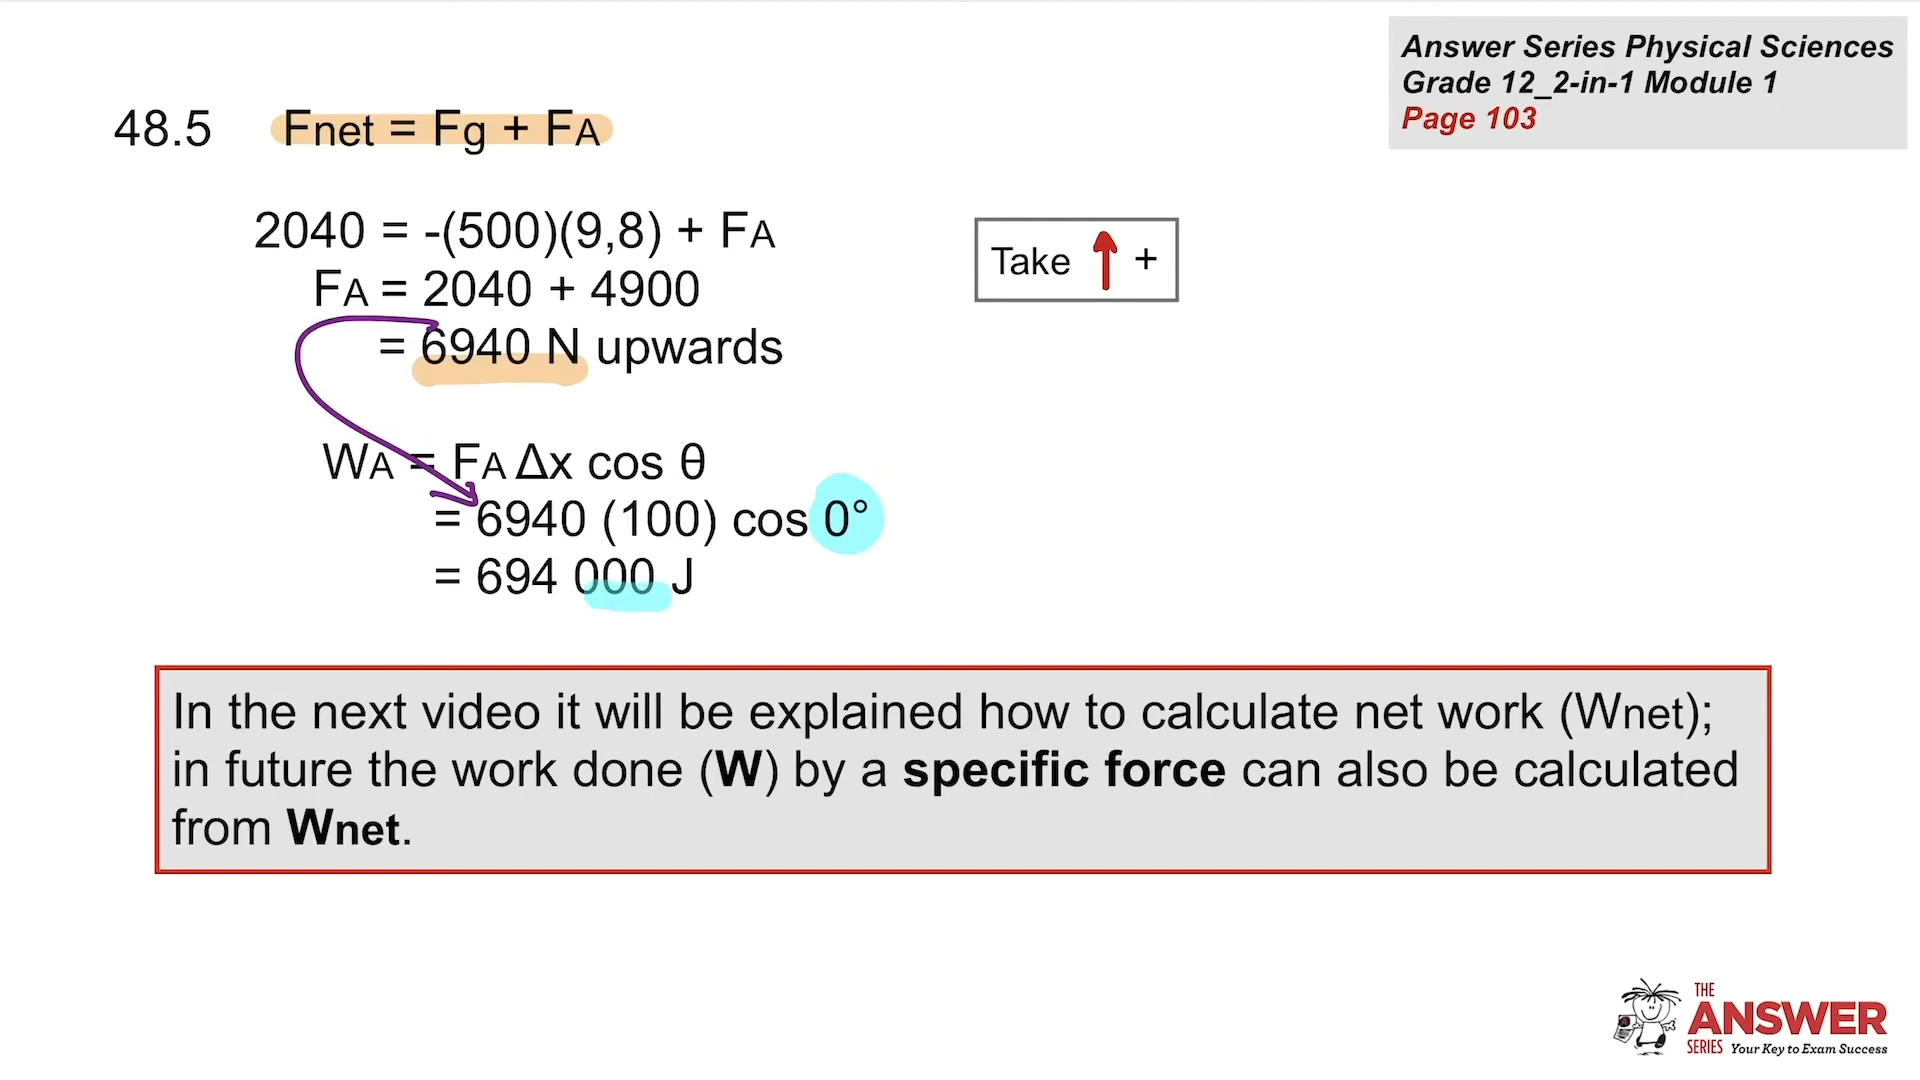 Answer Series Physical Sciences
Grade 12_2-in-1 Module 1
Page 103
48.5 Fnet = Fg + FA
2040 = -(500)(9,8) + FA
Take ↑ +
FA = 2040 + 4900
= 6940 N upwards
WA = FA Δx cos θ
= 6940 (100) cos 0°
= 694 000 J
In the next video it will be explained how to calculate net work (Wnet);
in future the work done (W) by a specific force can also be calculated
from Wnet.
THE
ANSWER
SERIES Your Key to Exam Success